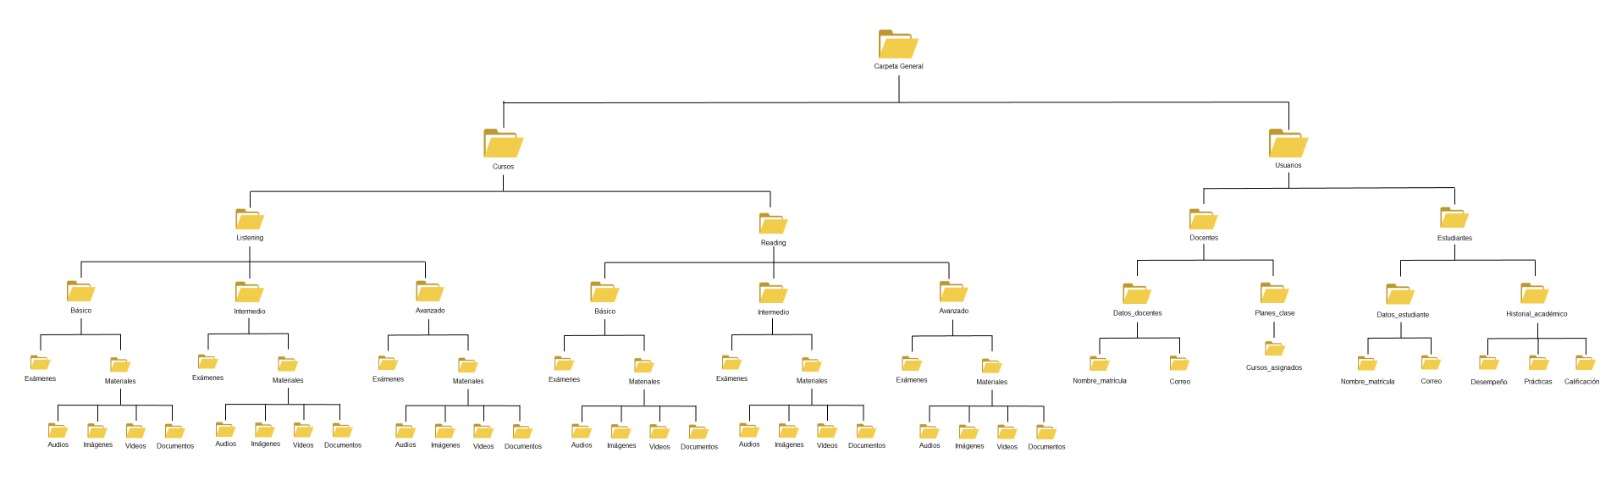 Carpeta General
Cursos
Usuarios
Listening
Reading
Docentes
Estudiantes
Básico
Intermedio
Avanzado
Básico
Intermedio
Avanzado
Datos_docentes
Planes_clase
Datos_estudiante
Historial_académico
Exámenes
Materiales
Exámenes
Materiales
Exámenes
Materiales
Exámenes
Materiales
Exámenes
Materiales
Exámenes
Materiales
Nombre_matrícula
Correo
Cursos_asignados
Nombre_matrícula
Correo
Desempeño
Prácticas
Calificación
Audios
Imágenes
Videos
Documentos
Audios
Imágenes
Videos
Documentos
Audios
Imágenes
Videos
Documentos
Audios
Imágenes
Videos
Documentos
Audios
Imágenes
Videos
Documentos
Audios
Imágenes
Videos
Documentos